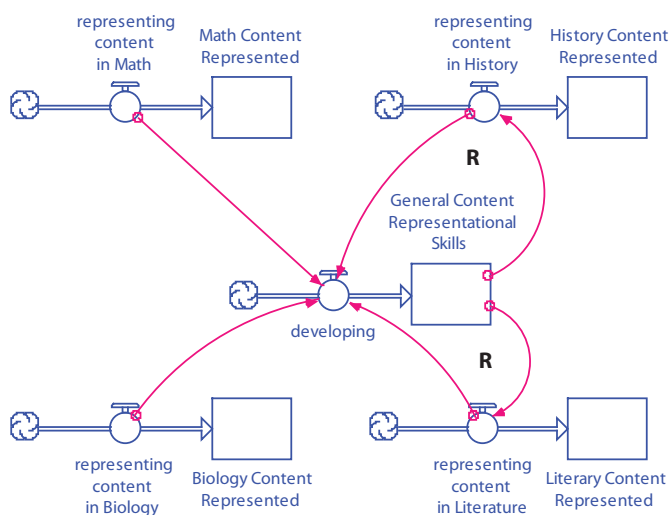 representing
content
in Math
Math Content
Represented
representing
content
in History
History Content
Represented
R
General Content
Representational
Skills
developing
R
representing
content
in Biology
Biology Content
Represented
representing
content
in Literature
Literary Content
Represented